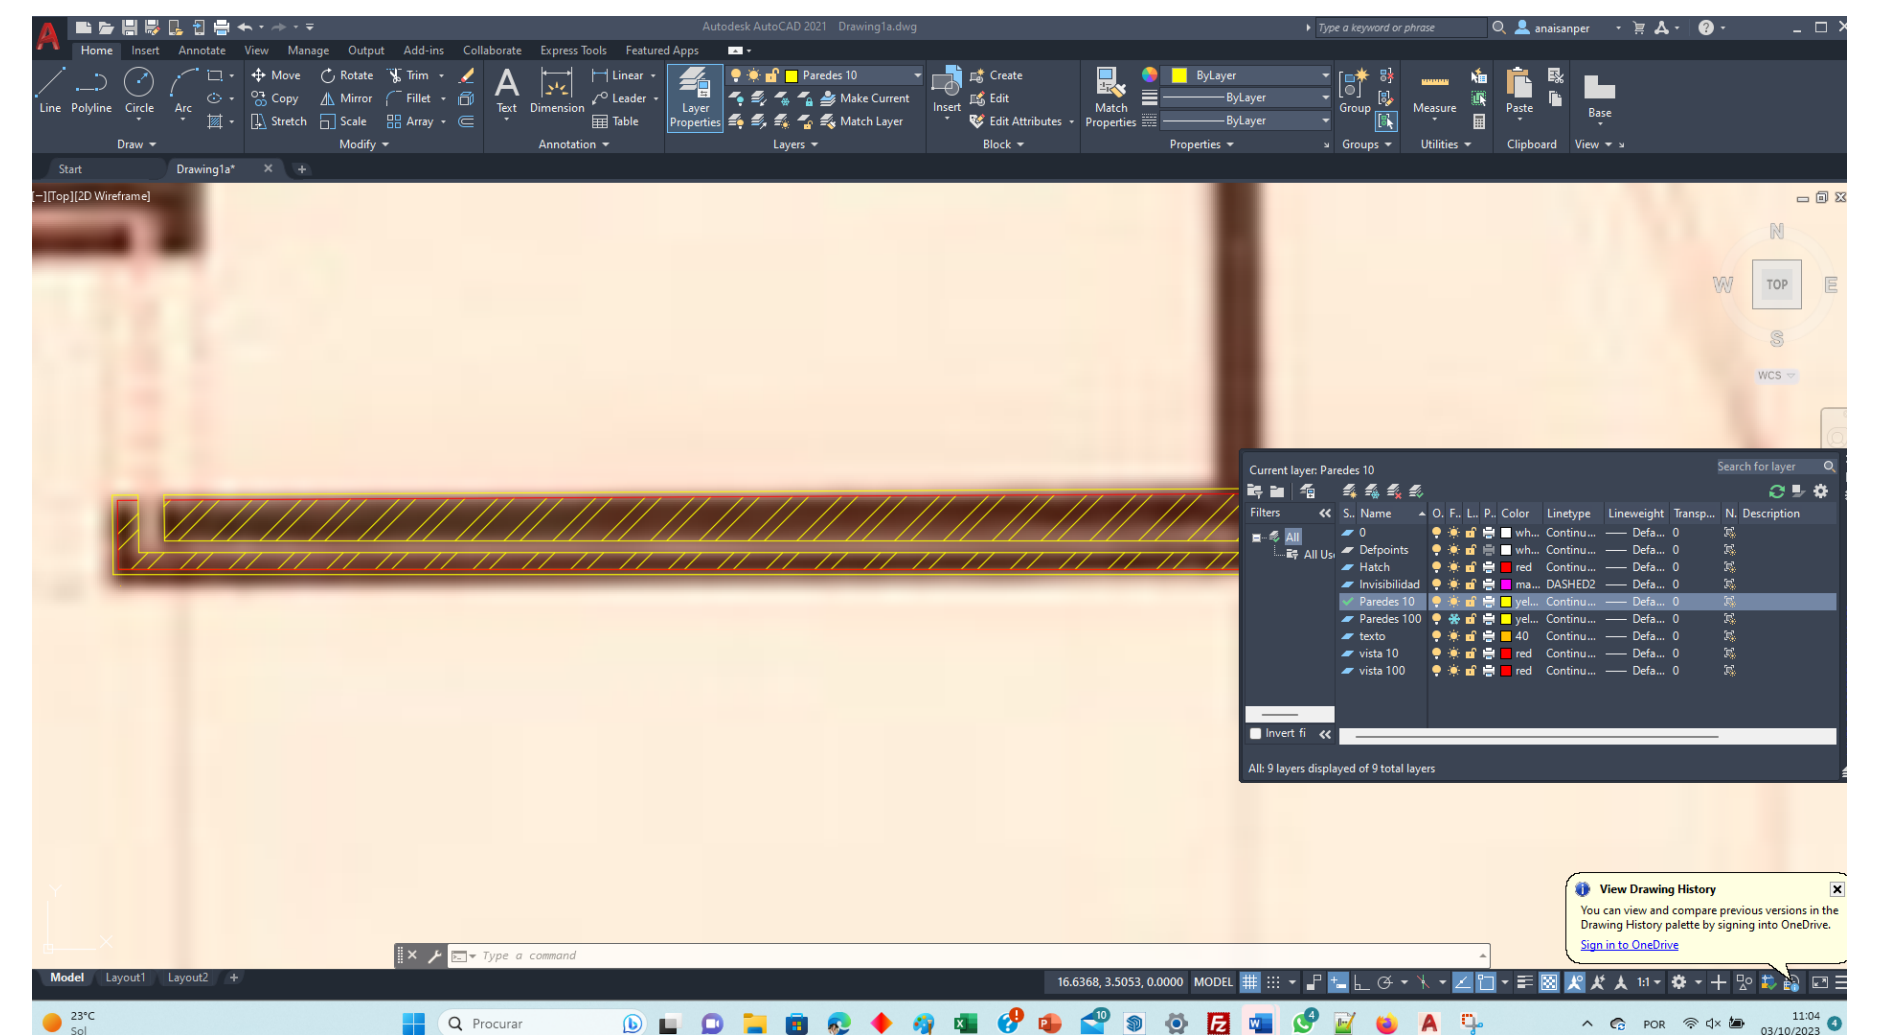 Autodesk AutoCAD 2021 Drawing1a.dwg
Type a keyword or phrase
anaisanper
Home Insert Annotate View Manage Output Add-ins Collaborate Express Tools Featured Apps
Move Rotate Trim Linear Paredes 10 Create ByLayer
Line Polyline Circle Arc Copy Mirror Fillet Text Dimension Leader Layer Properties Make Current Insert Edit Match Properties ByLayer Group Measure Paste Base
Stretch Scale Array Table Match Layer Edit Attributes ByLayer
Draw Modify Annotation Layers Block Properties Groups Utilities Clipboard View
Start Drawing1a* +
[−][Top][2D Wireframe]
N
W TOP E
S
WCS
Current layer: Paredes 10
Search for layer
Filters S.. Name O. F.. L.. P.. Color Linetype Lineweight Transp... N. Description
All
All Us
0 wh... Continu... Defa... 0
Defpoints wh... Continu... Defa... 0
Hatch red Continu... Defa... 0
Invisibilidad ma... DASHED2 Defa... 0
Paredes 10 yel... Continu... Defa... 0
Paredes 100 yel... Continu... Defa... 0
texto 40 Continu... Defa... 0
vista 10 red Continu... Defa... 0
vista 100 red Continu... Defa... 0
Invert fi
All: 9 layers displayed of 9 total layers
View Drawing History
You can view and compare previous versions in the
Drawing History palette by signing into OneDrive.
Sign in to OneDrive
Y
X
Type a command
Model Layout1 Layout2 +
16.6368, 3.5053, 0.0000 MODEL 1:1
23°C
Sol
Procurar
10
4
POR
11:04
03/10/2023
4